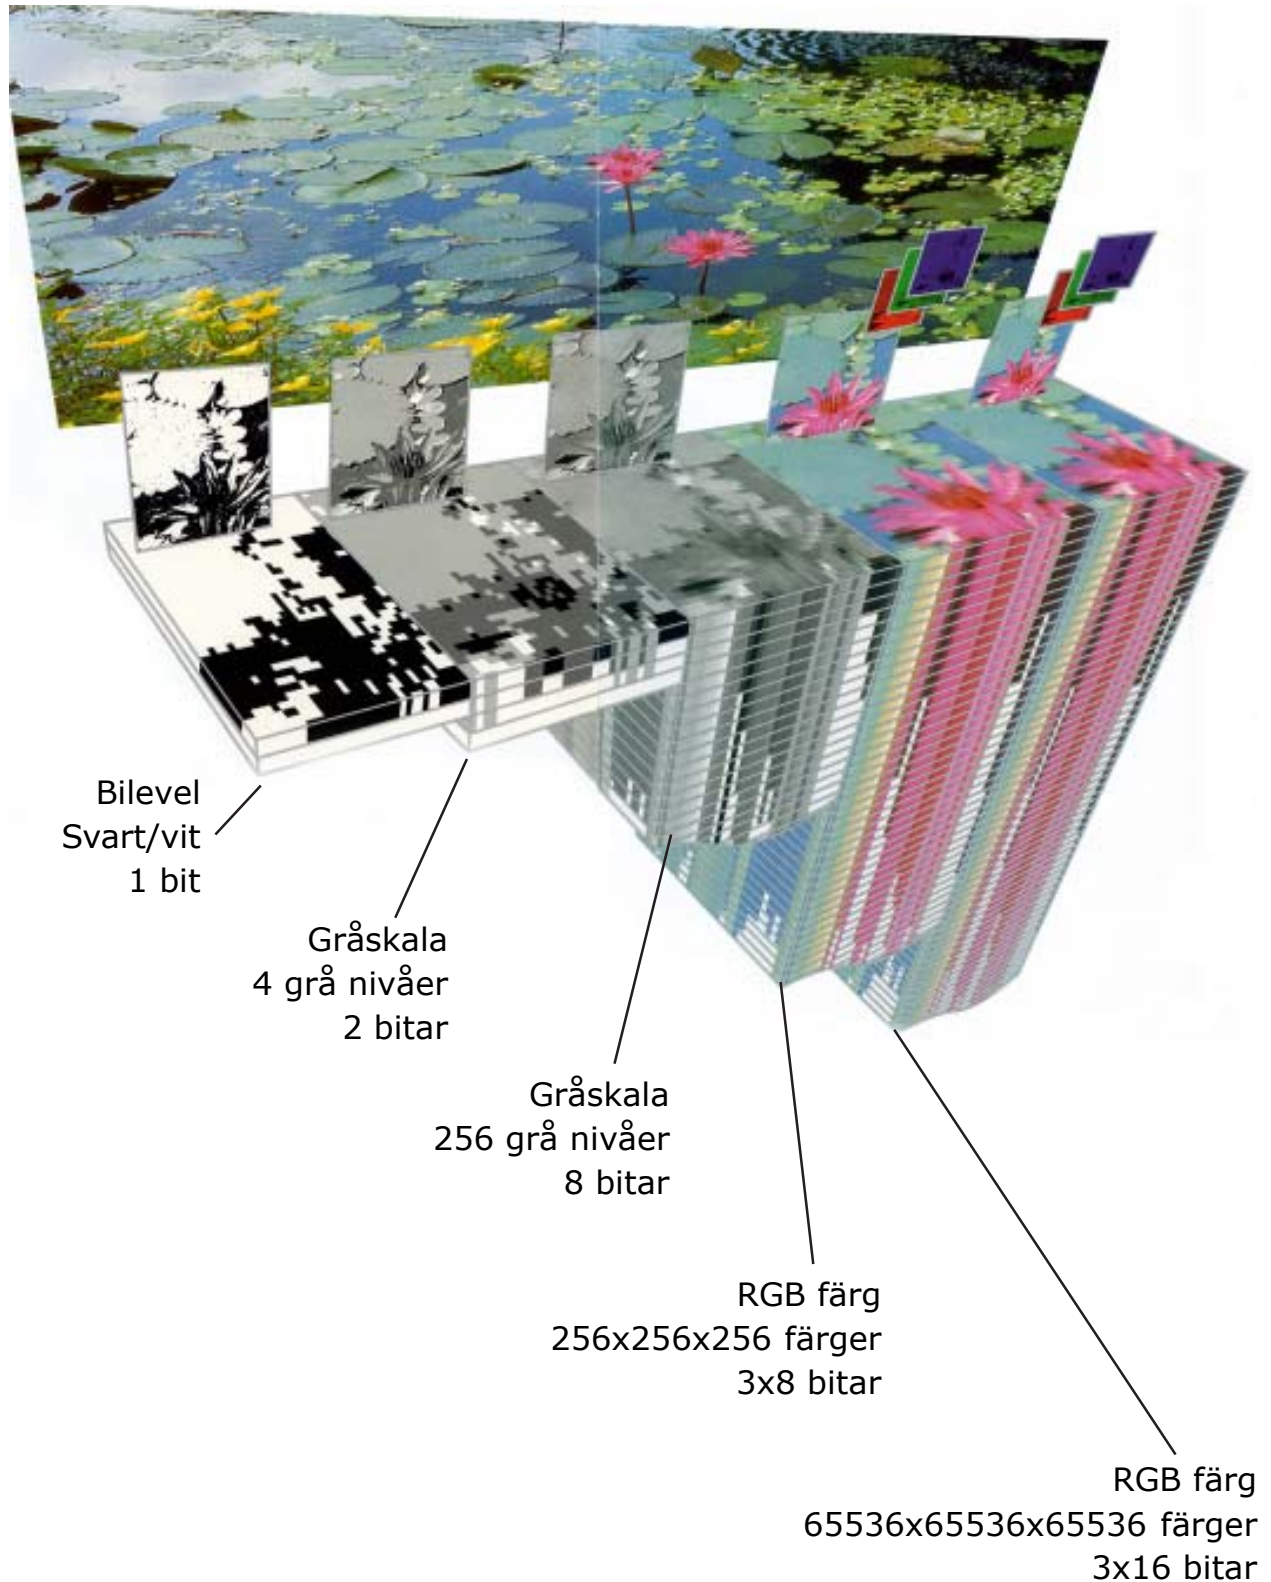 Bilevel
Svart/vit
1 bit
Gråskala
4 grå nivåer
2 bitar
Gråskala
256 grå nivåer
8 bitar
RGB färg
256x256x256 färger
3x8 bitar
RGB färg
65536x65536x65536 färger
3x16 bitar